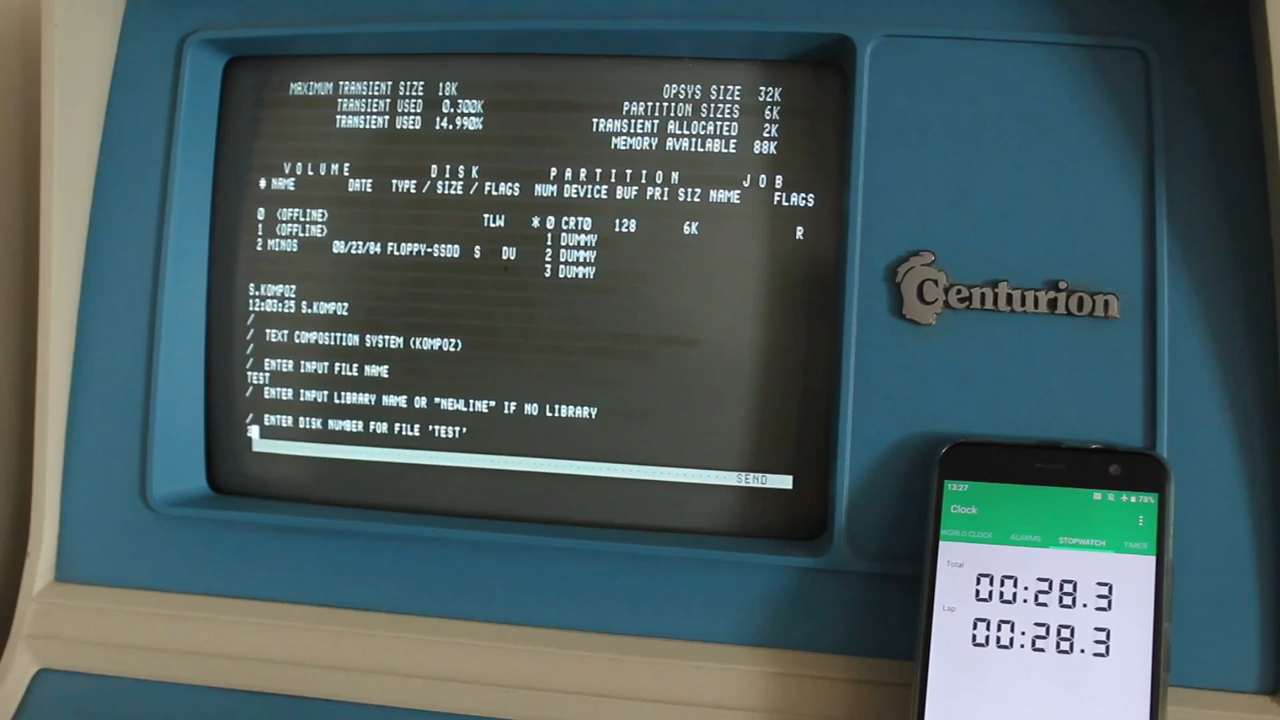 MAXIMUM TRANSIENT SIZE 18K OPSYS SIZE 32K
TRANSIENT USED 0.300K PARTITION SIZES 6K
TRANSIENT USED 14.990% TRANSIENT ALLOCATED 2K
MEMORY AVAILABLE 88K
VOLUME DISK PARTITION JOB
# NAME DATE TYPE / SIZE / FLAGS NUM DEVICE BUF PRI SIZ NAME FLAGS
0 (OFFLINE) TLW * 0 CRT0 128 6K R
1 (OFFLINE) 1 DUMMY
2 MINOS 08/23/84 FLOPPY-SSDD S DU 2 DUMMY
3 DUMMY
S.KOMPOZ
12:03:25 S.KOMPOZ
/
/ TEXT COMPOSITION SYSTEM (KOMPOZ)
/
/ ENTER INPUT FILE NAME
TEST
/ ENTER INPUT LIBRARY NAME OR "NEWLINE" IF NO LIBRARY
/ ENTER DISK NUMBER FOR FILE 'TEST'
2
SEND
Centurion
13:27 78%
Clock
WORLD CLOCK ALARMS STOPWATCH TIMER
Total
00:28.3
Lap
00:28.3